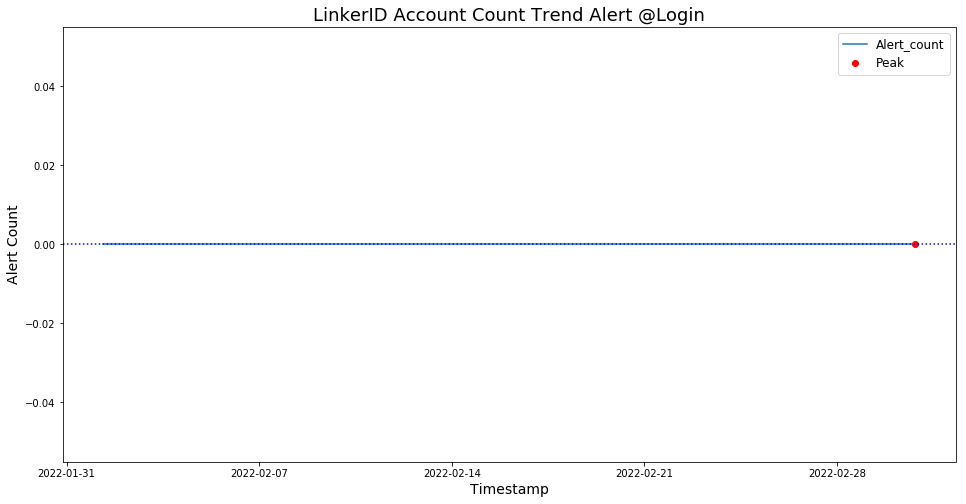 LinkerID Account Count Trend Alert @Login
Alert_count
Peak
Alert Count
0.04
0.02
0.00
−0.02
−0.04
2022-01-31 2022-02-07 2022-02-14 2022-02-21 2022-02-28
Timestamp